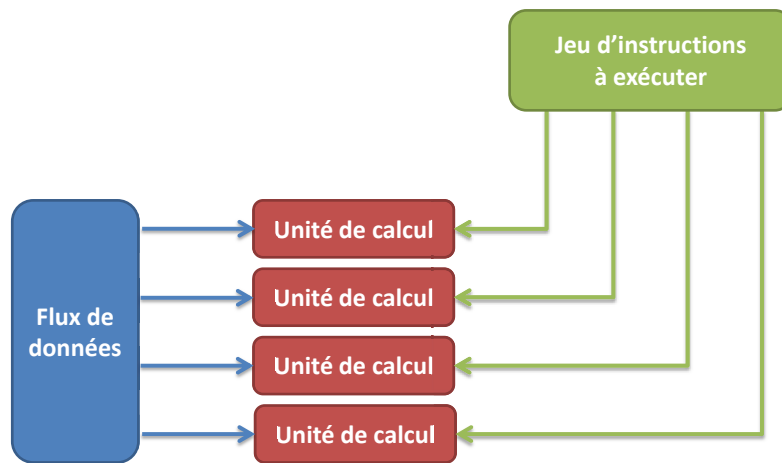 Jeu d’instructions
à exécuter
Unité de calcul
Unité de calcul
Flux de
données
Unité de calcul
Unité de calcul